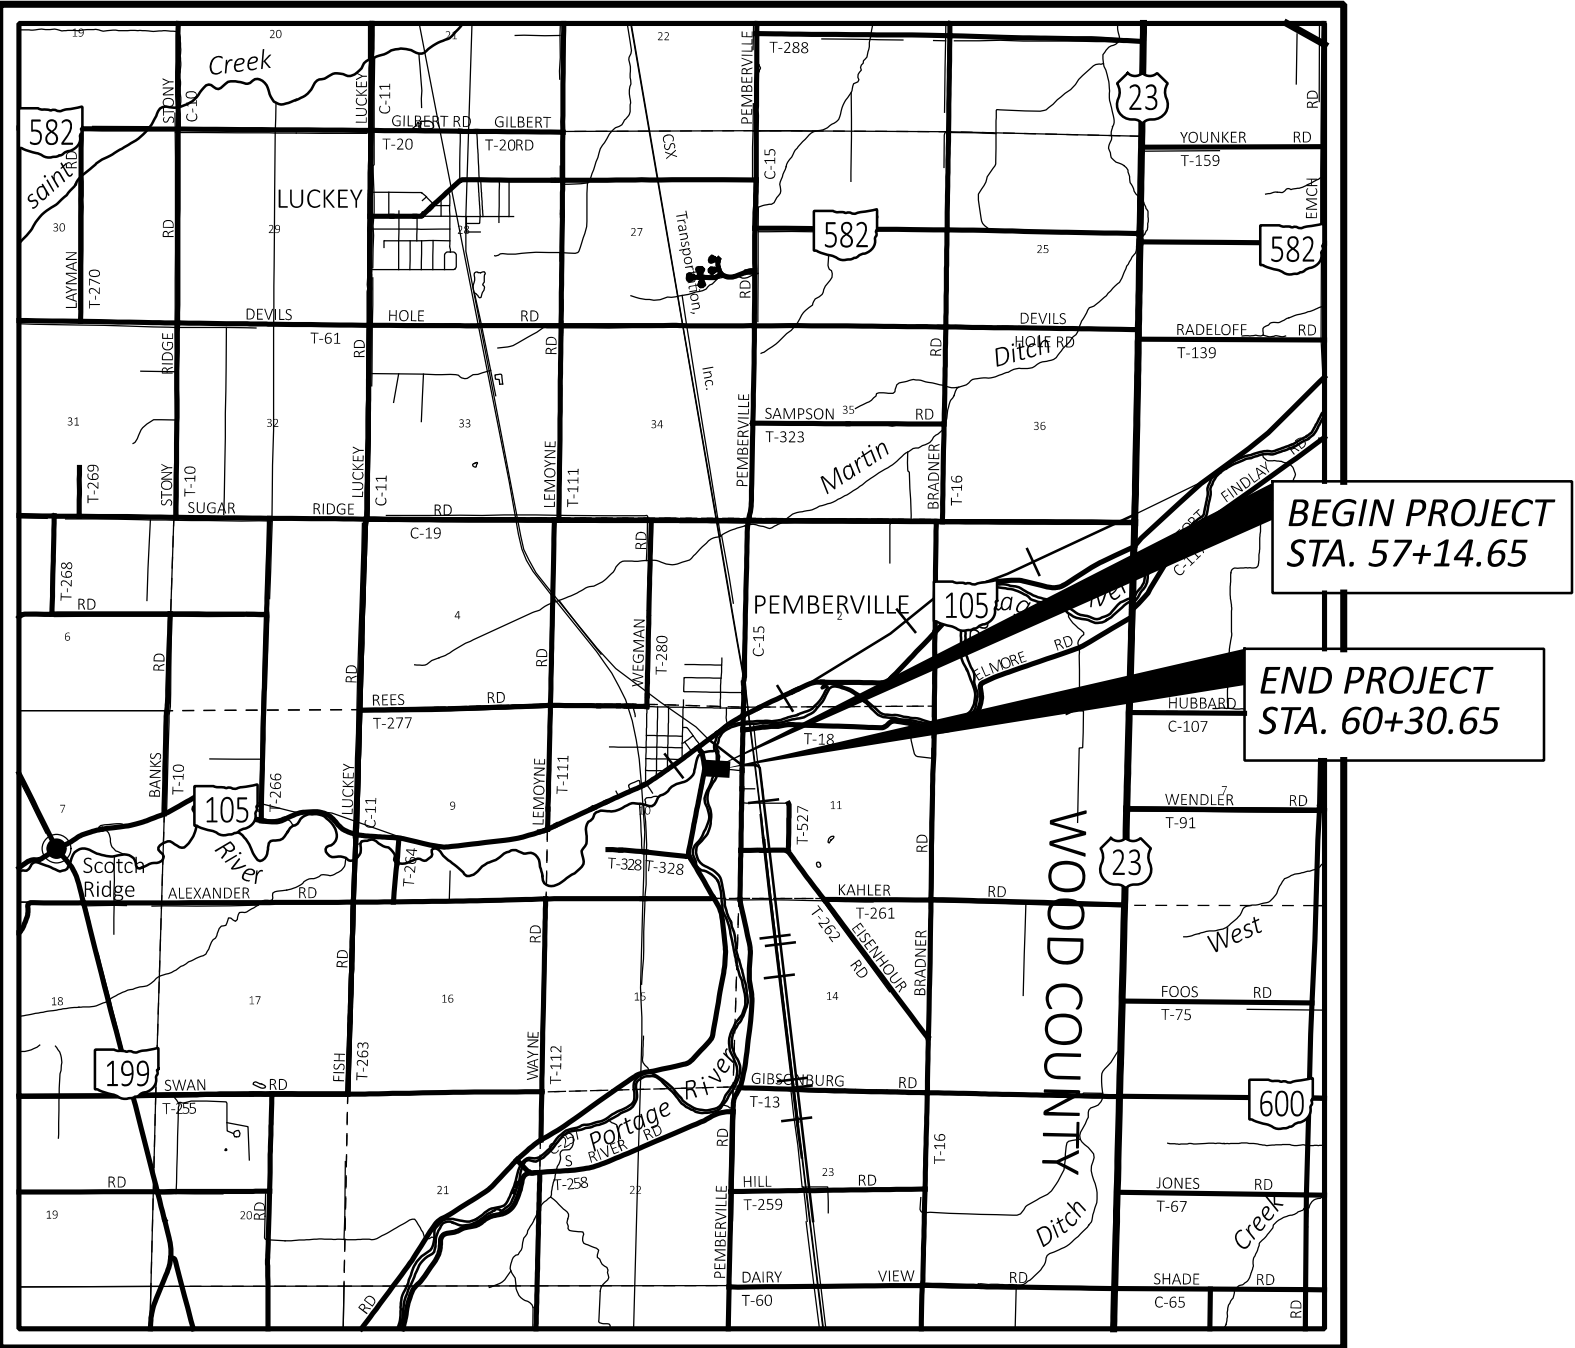 19
20
21
22
Creek
STONY
C-10
LUCKEY
C-11
PEMBERVILLE
T-288
23
RD
582
RD
GILBERT RD
GILBERT
T-20
T-20RD
CSX
C-15
YOUNKER RD
T-159
saint
LUCKEY
EMCH
30
RD
29
28
27
Transportation,
582
25
582
LAYMAN
T-270
RD
DEVILS
HOLE
RD
T-61
DEVILS
HOLE RD
RADELOFF RD
T-139
RIDGE
RD
RD
Inc.
RD
Ditch
31
32
33
34
PEMBERVILLE
SAMPSON
35
RD
T-323
36
Martin
T-269
STONY
T-10
LUCKEY
C-11
LEMOYNE
T-111
BRADNER
T-16
FINDLAY
RD
SUGAR
RIDGE
RD
C-19
BEGIN PROJECT
STA. 57+14.65
T-268
RD
RD
PEMBERVILLE
2
105
6
4
RD
RD
RD
WEGMAN
T-280
C-15
ELMORE
RD
END PROJECT
STA. 60+30.65
REES
RD
T-277
T-18
HUBBARD
C-107
BANKS
T-10
T-266
LUCKEY
C-11
LEMOYNE
T-111
7
105
9
10
11
T-527
RD
WENDLER
7
RD
T-91
23
River
Scotch
Ridge
T-264
T-328
T-328
ALEXANDER
RD
KAHLER
RD
T-261
T-262
EISENHOUR
RD
BRADNER
WOOD COUNTY
West
RD
RD
18
17
16
15
14
FOOS
RD
T-75
199
FISH
T-263
WAYNE
T-112
SWAN
RD
T-255
River
GIBSONBURG
RD
T-13
600
Portage
S
RIVER
RD
T-258
RD
T-16
RD
21
22
23
HILL
RD
T-259
JONES
RD
T-67
19
20
RD
PEMBERVILLE
Ditch
Creek
DAIRY
VIEW
RD
T-60
SHADE
RD
C-65
RD
RD